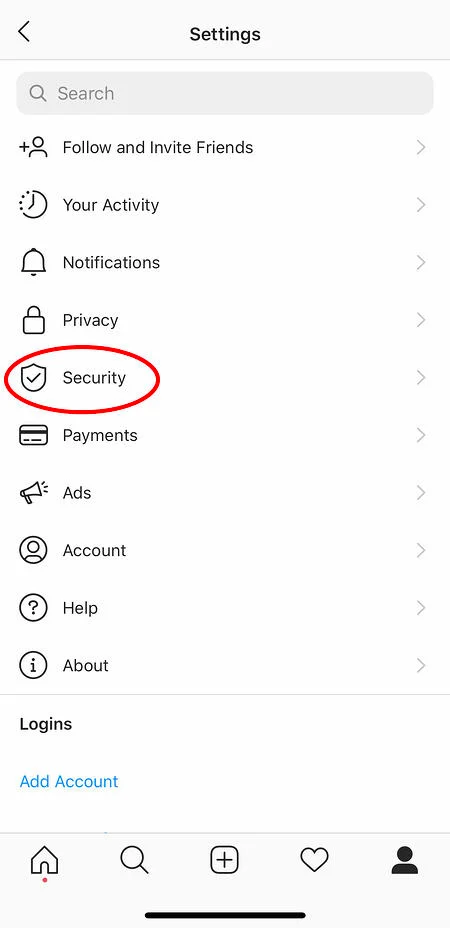 Settings
Search
Follow and Invite Friends
Your Activity
Notifications
Privacy
Security
Payments
Ads
Account
Help
About
Logins
Add Account